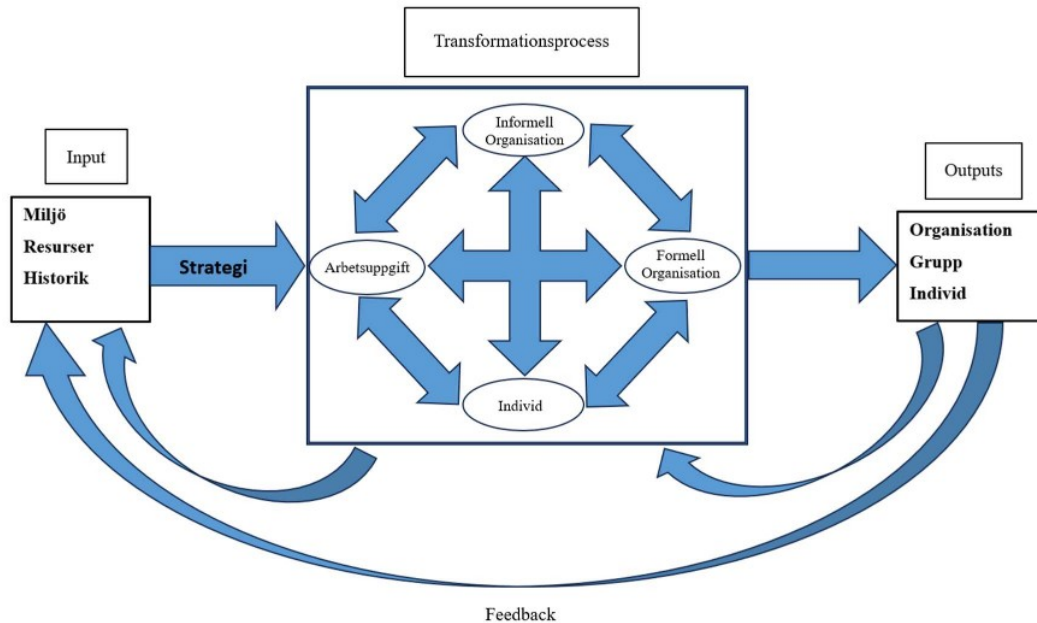 Transformationsprocess
Informell
Organisation
Input
Outputs
Miljö
Resurser
Historik
Strategi
Arbetsuppgift
Formell
Organisation
Organisation
Grupp
Individ
Individ
Feedback